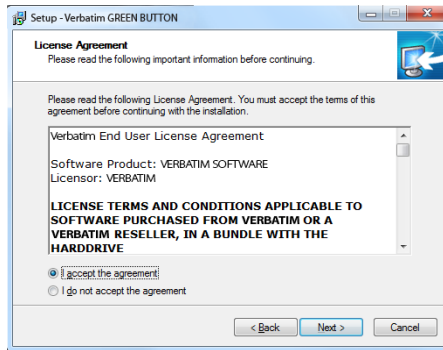 Setup - Verbatim GREEN BUTTON
License Agreement
Please read the following important information before continuing.
Please read the following License Agreement. You must accept the terms of this
agreement before continuing with the installation.
Verbatim End User License Agreement
Software Product: VERBATIM SOFTWARE
Licensor: VERBATIM
LICENSE TERMS AND CONDITIONS APPLICABLE TO
SOFTWARE PURCHASED FROM VERBATIM OR A
VERBATIM RESELLER, IN A BUNDLE WITH THE
HARDDRIVE
I accept the agreement
I do not accept the agreement
< Back Next > Cancel